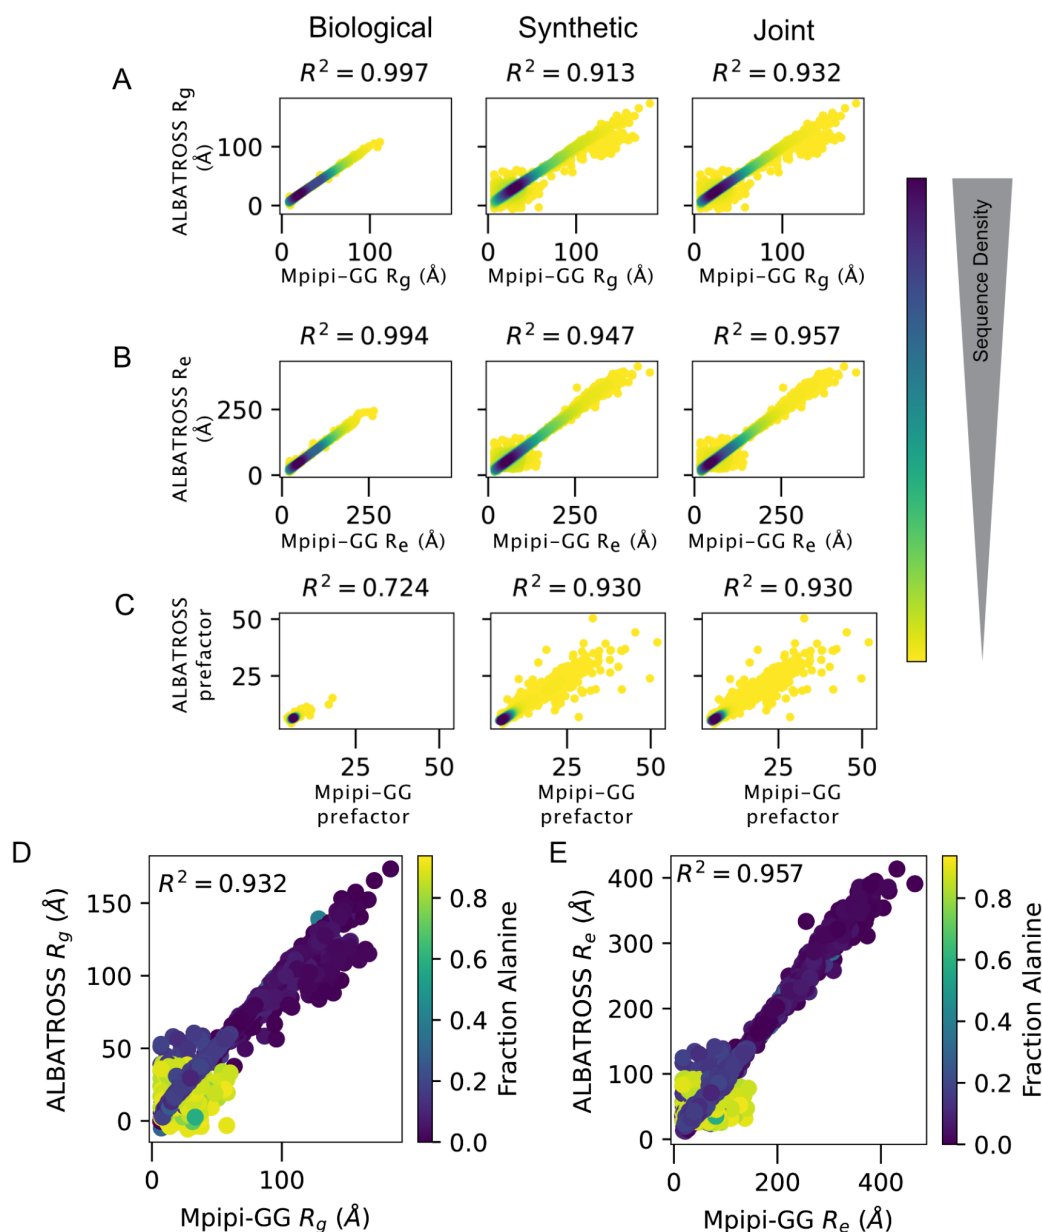 Biological Synthetic Joint
A
R² = 0.997 R² = 0.913 R² = 0.932
ALBATROSS Rg
(Å)
100
0
0 100 0 100 0 100
Mpipi-GG Rg (Å) Mpipi-GG Rg (Å) Mpipi-GG Rg (Å)
Sequence Density
B
R² = 0.994 R² = 0.947 R² = 0.957
ALBATROSS Re
(Å)
250
0
0 250 0 250 0 250
Mpipi-GG Re (Å) Mpipi-GG Re (Å) Mpipi-GG Re (Å)
C
R² = 0.724 R² = 0.930 R² = 0.930
ALBATROSS
prefactor
50
25
25 50 25 50 25 50
Mpipi-GG Mpipi-GG Mpipi-GG
prefactor prefactor prefactor
D
R² = 0.932
ALBATROSS Rg (Å)
150
100
50
0
0 100
Mpipi-GG Rg (Å)
0.8
0.6
0.4
0.2
0.0
Fraction Alanine
E
R² = 0.957
ALBATROSS Re (Å)
400
300
200
100
0
0 200 400
Mpipi-GG Re (Å)
0.8
0.6
0.4
0.2
0.0
Fraction Alanine